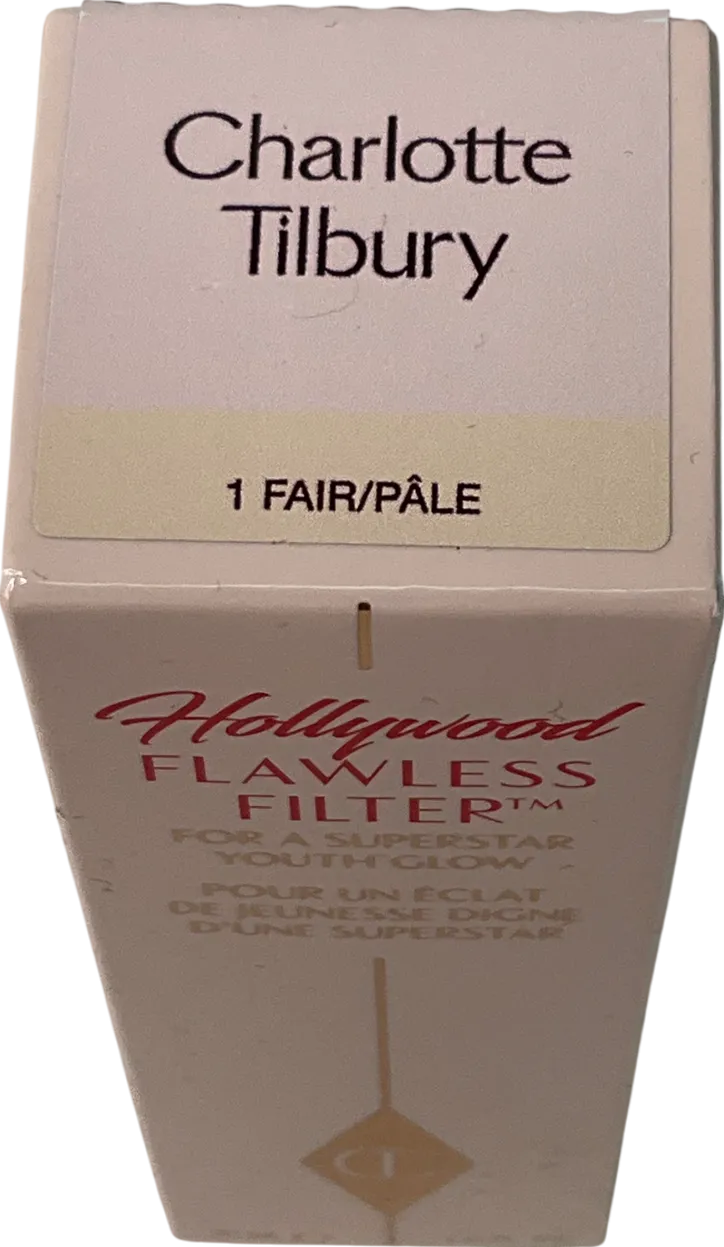 Charlotte
Tilbury
1 FAIR/PÂLE
Hollywood
FLAWLESS
FILTER™
FOR A SUPERSTAR
YOUTH GLOW
POUR UN ÉCLAT
DE JEUNESSE DIGNE
D'UNE SUPERSTAR